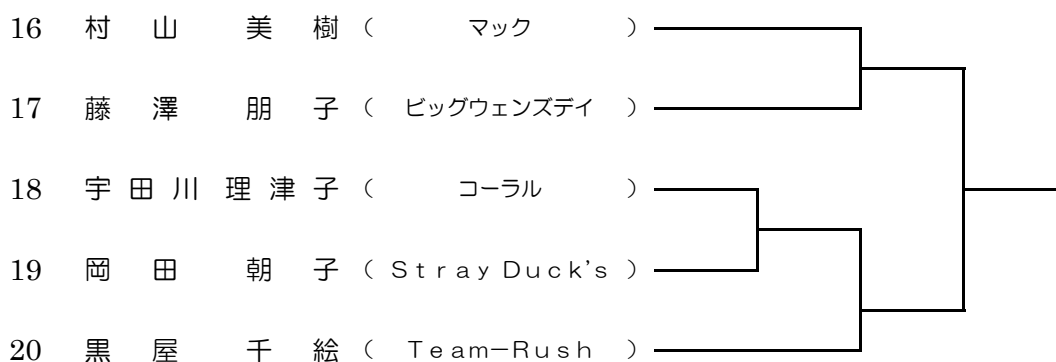 16 村山 美樹（ マック ）
17 藤澤 朋子（ ビッグウェンズデイ ）
18 宇田川 理津子（ コーラル ）
19 岡田 朝子（ Stray Duck's ）
20 黒屋 千絵（ Team－Rush ）